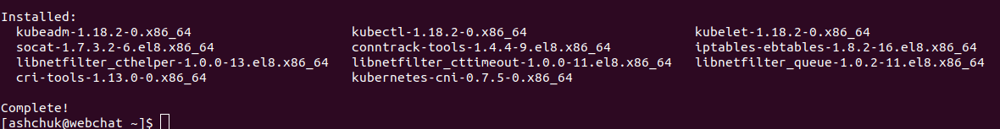 Installed:
kubeadm-1.18.2-0.x86_64 kubectl-1.18.2-0.x86_64 kubelet-1.18.2-0.x86_64
socat-1.7.3.2-6.el8.x86_64 conntrack-tools-1.4.4-9.el8.x86_64 iptables-ebtables-1.8.2-16.el8.x86_64
libnetfilter_cthelper-1.0.0-13.el8.x86_64 libnetfilter_cttimeout-1.0.0-11.el8.x86_64 libnetfilter_queue-1.0.2-11.el8.x86_64
cri-tools-1.13.0-0.x86_64 kubernetes-cni-0.7.5-0.x86_64
Complete!
[ashchuk@webchat ~]$